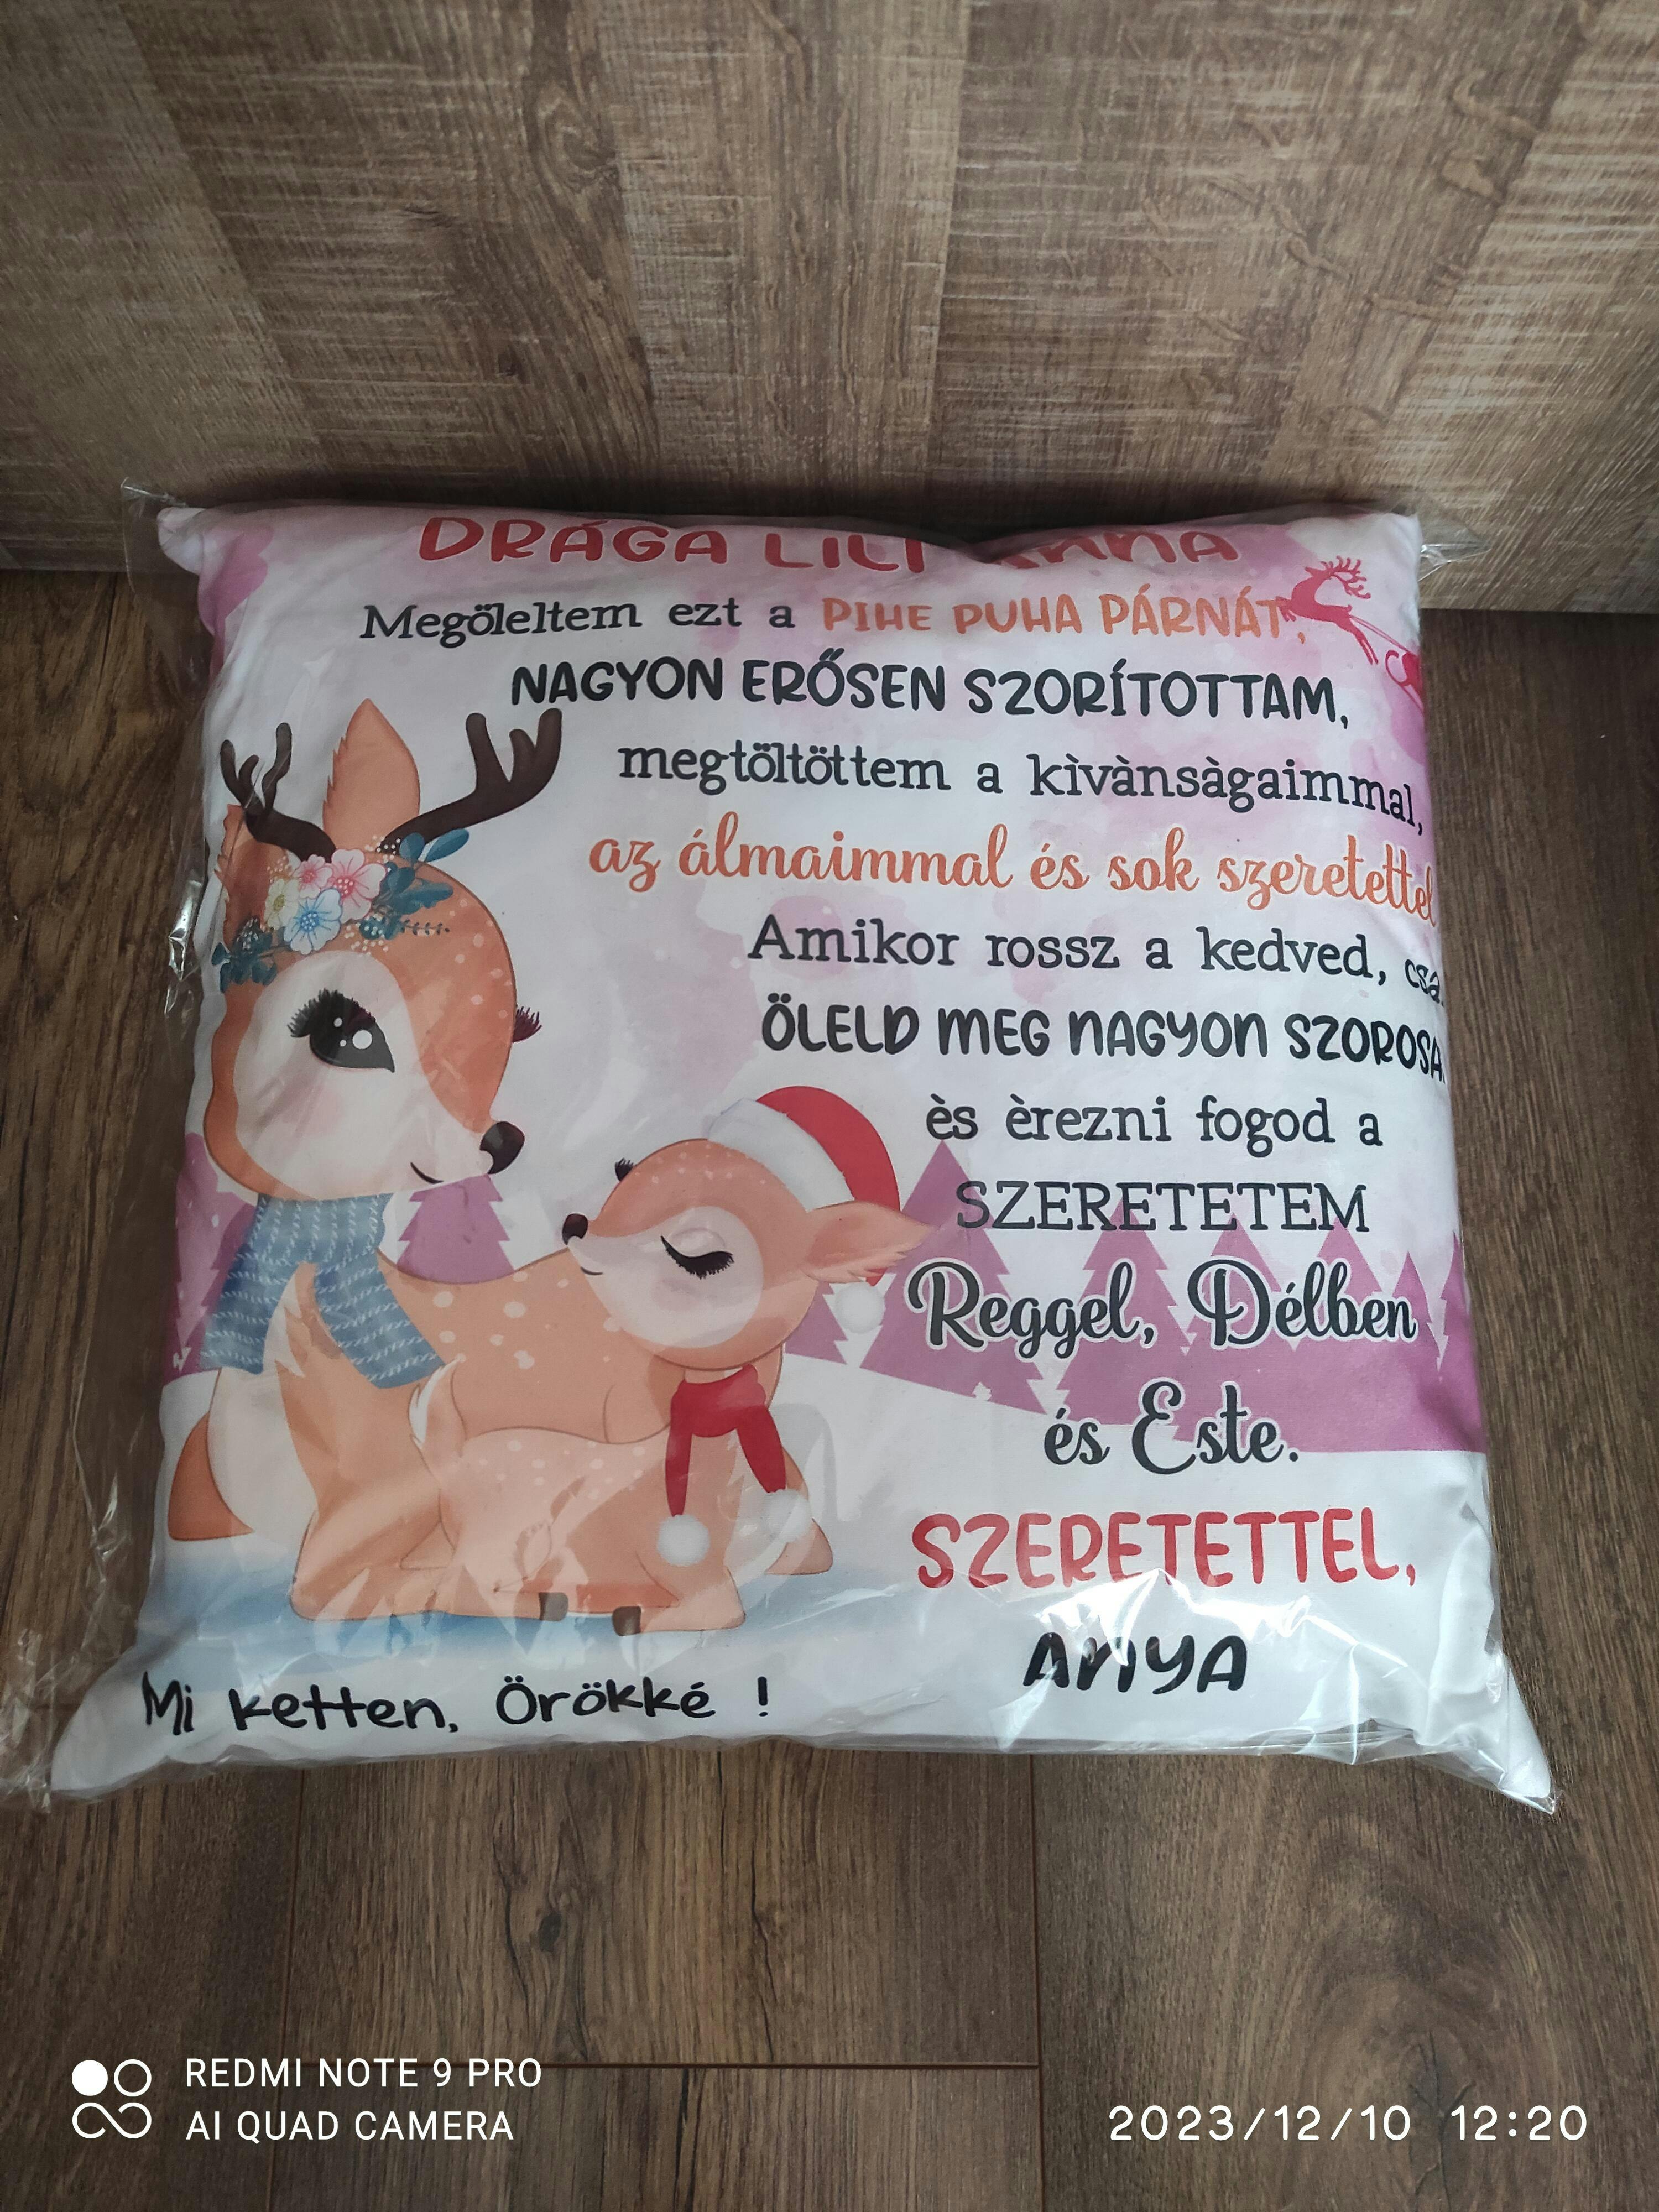 DRÁGA LILI ANNA
Megöleltem ezt a PIHE PUHA PÁRNÁT,
NAGYON ERŐSEN SZORÍTOTTAM,
megtöltöttem a kìvànsàgaimmal,
az álmaimmal és sok szeretettel
Amikor rossz a kedved,
ÖLELD MEG NAGYON
ès èrezni fogod a
SZERETETEM
Reggel, Délben
és Este.
SZERETETTEL,
ANYA
Mi ketten, Örökké !
REDMI NOTE 9 PRO
AI QUAD CAMERA
2023/12/10 12:20